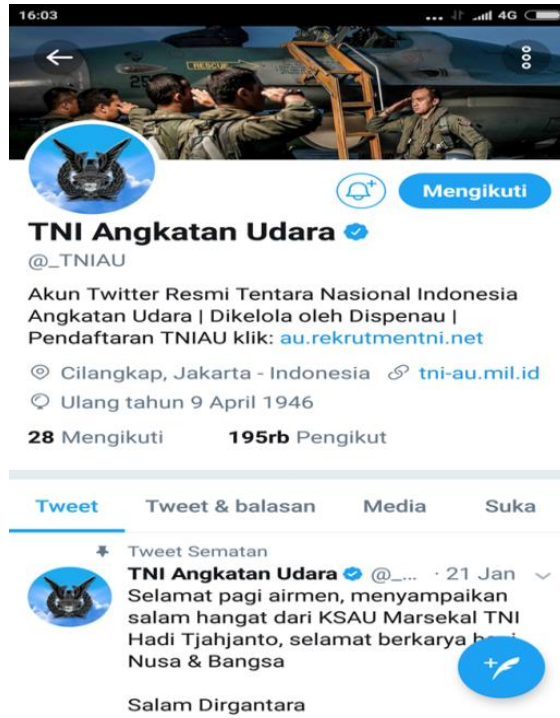 16:03
4G
RESCUE
Mengikuti
TNI Angkatan Udara
@_TNIAU
Akun Twitter Resmi Tentara Nasional Indonesia
Angkatan Udara | Dikelola oleh Dispenau |
Pendaftaran TNIAU klik: au.rekrutmentni.net
Cilangkap, Jakarta - Indonesia tni-au.mil.id
Ulang tahun 9 April 1946
28 Mengikuti 195rb Pengikut
Tweet Tweet & balasan Media Suka
Tweet Sematan
TNI Angkatan Udara @_... · 21 Jan
Selamat pagi airmen, menyampaikan
salam hangat dari KSAU Marsekal TNI
Hadi Tjahjanto, selamat berkarya
Nusa & Bangsa
Salam Dirgantara